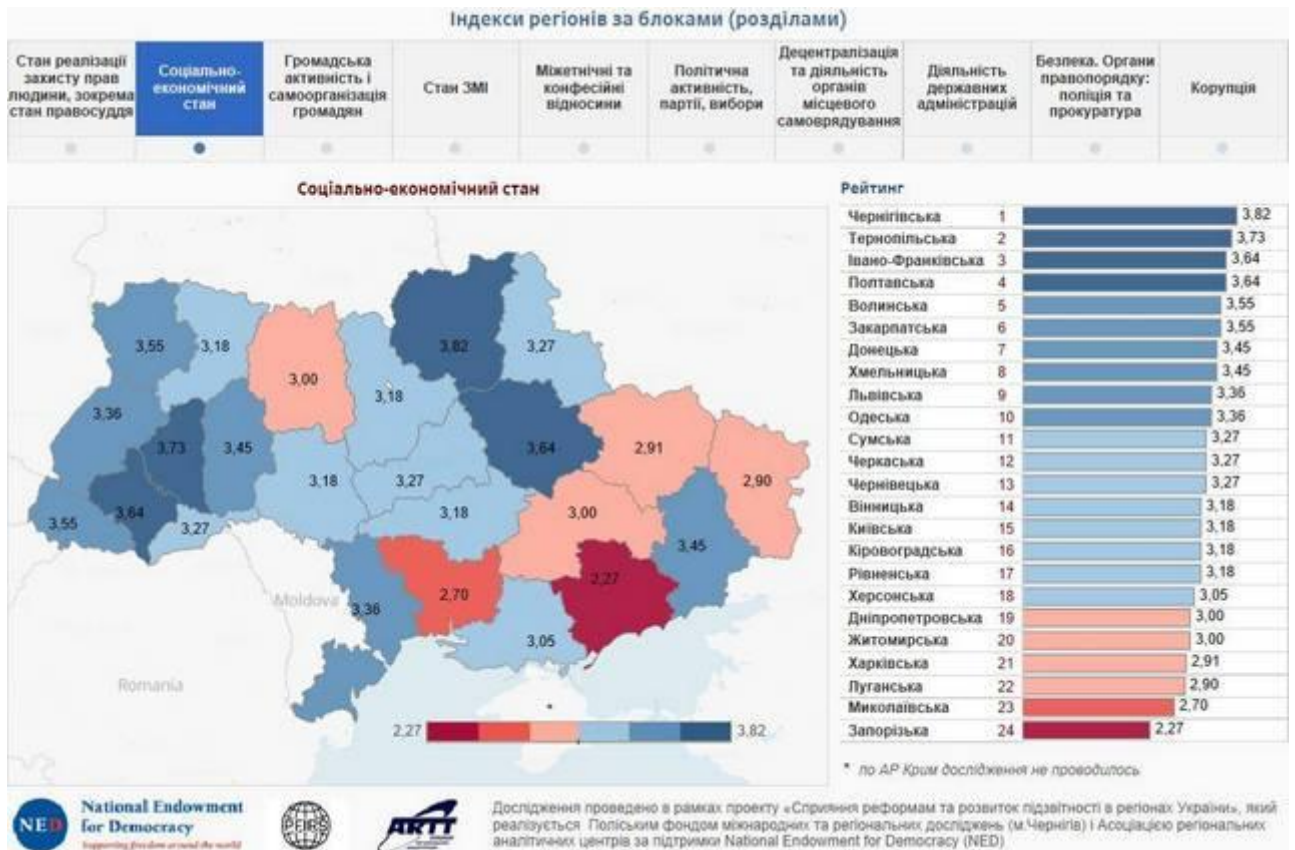 Індекси регіонів за блоками (розділами)
Стан реалізації
захисту прав
людини, зокрема
стан правосуддя
Соціально-
економічний
стан
Громадська
активність і
самоорганізація
громадян
Стан ЗМІ
Міжетнічні та
конфесійні
відносини
Політична
активність,
партії, вибори
Децентралізація
та діяльність
органів
місцевого
самоврядування
Діяльність
державних
адміністрацій
Безпека. Органи
правопорядку:
поліція та
прокуратура
Корупція
Соціально-економічний стан
3,55
3,18
3,00
3,18
3,82
3,27
3,36
3,73
3,45
3,18
3,27
3,64
2,91
2,90
3,55
3,64
3,27
3,18
3,00
3,45
3,36
2,70
2,27
3,05
Moldova
Romania
*
2,27
3,82
Рейтинг
Чернігівська 1 3,82
Тернопільська 2 3,73
Івано-Франківська 3 3,64
Полтавська 4 3,64
Волинська 5 3,55
Закарпатська 6 3,55
Донецька 7 3,45
Хмельницька 8 3,45
Львівська 9 3,36
Одеська 10 3,36
Сумська 11 3,27
Черкаська 12 3,27
Чернівецька 13 3,27
Вінницька 14 3,18
Київська 15 3,18
Кіровоградська 16 3,18
Рівненська 17 3,18
Херсонська 18 3,05
Дніпропетровська 19 3,00
Житомирська 20 3,00
Харківська 21 2,91
Луганська 22 2,90
Миколаївська 23 2,70
Запорізька 24 2,27
* по АР Крим дослідження не проводилось
NED
National Endowment
for Democracy
Supporting freedom around the world
PFIRS
ARTT
Дослідження проведено в рамках проекту «Сприяння реформам та розвиток підзвітності в регіонах України», який
реалізується Поліським фондом міжнародних та регіональних досліджень (м.Чернігів) і Асоціацією регіональних
аналітичних центрів за підтримки National Endowment for Democracy (NED)